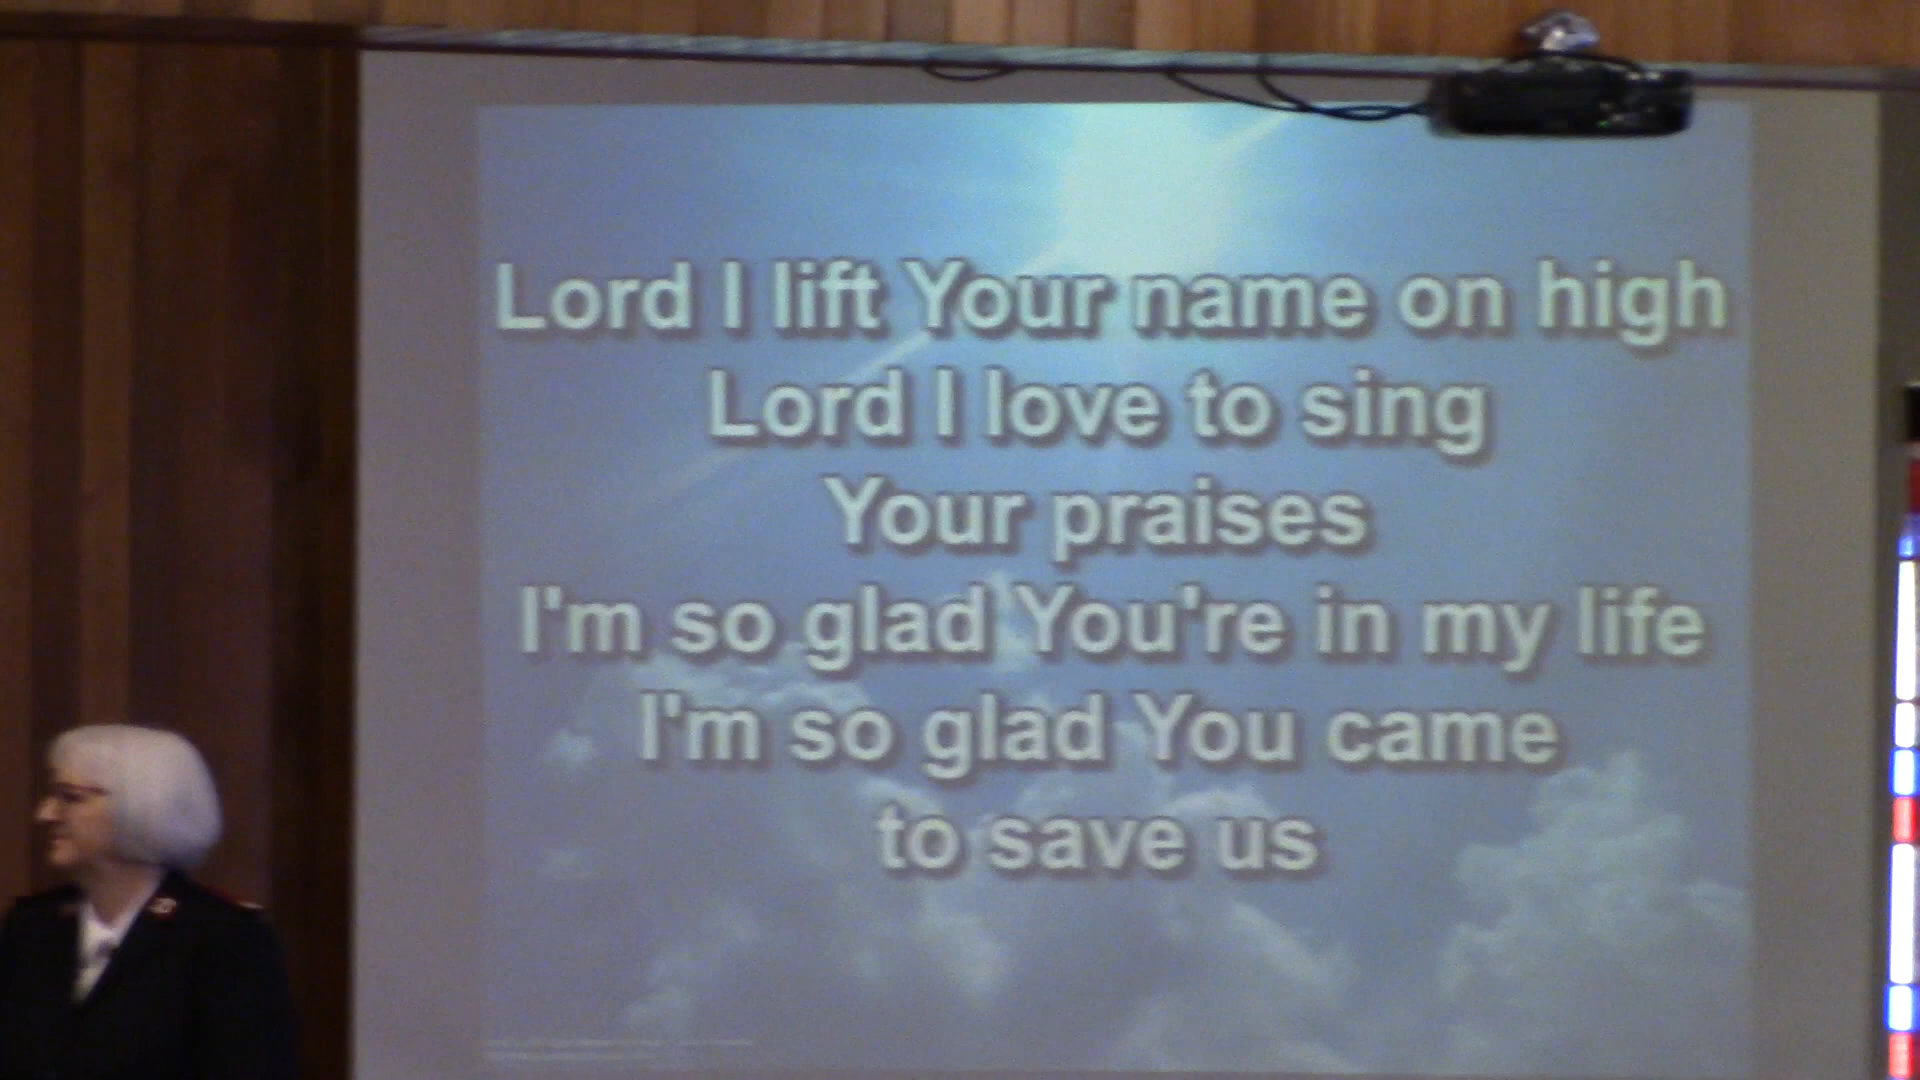 Lord I lift Your name on high
Lord I love to sing
Your praises
I'm so glad You're in my life
I'm so glad You came
to save us